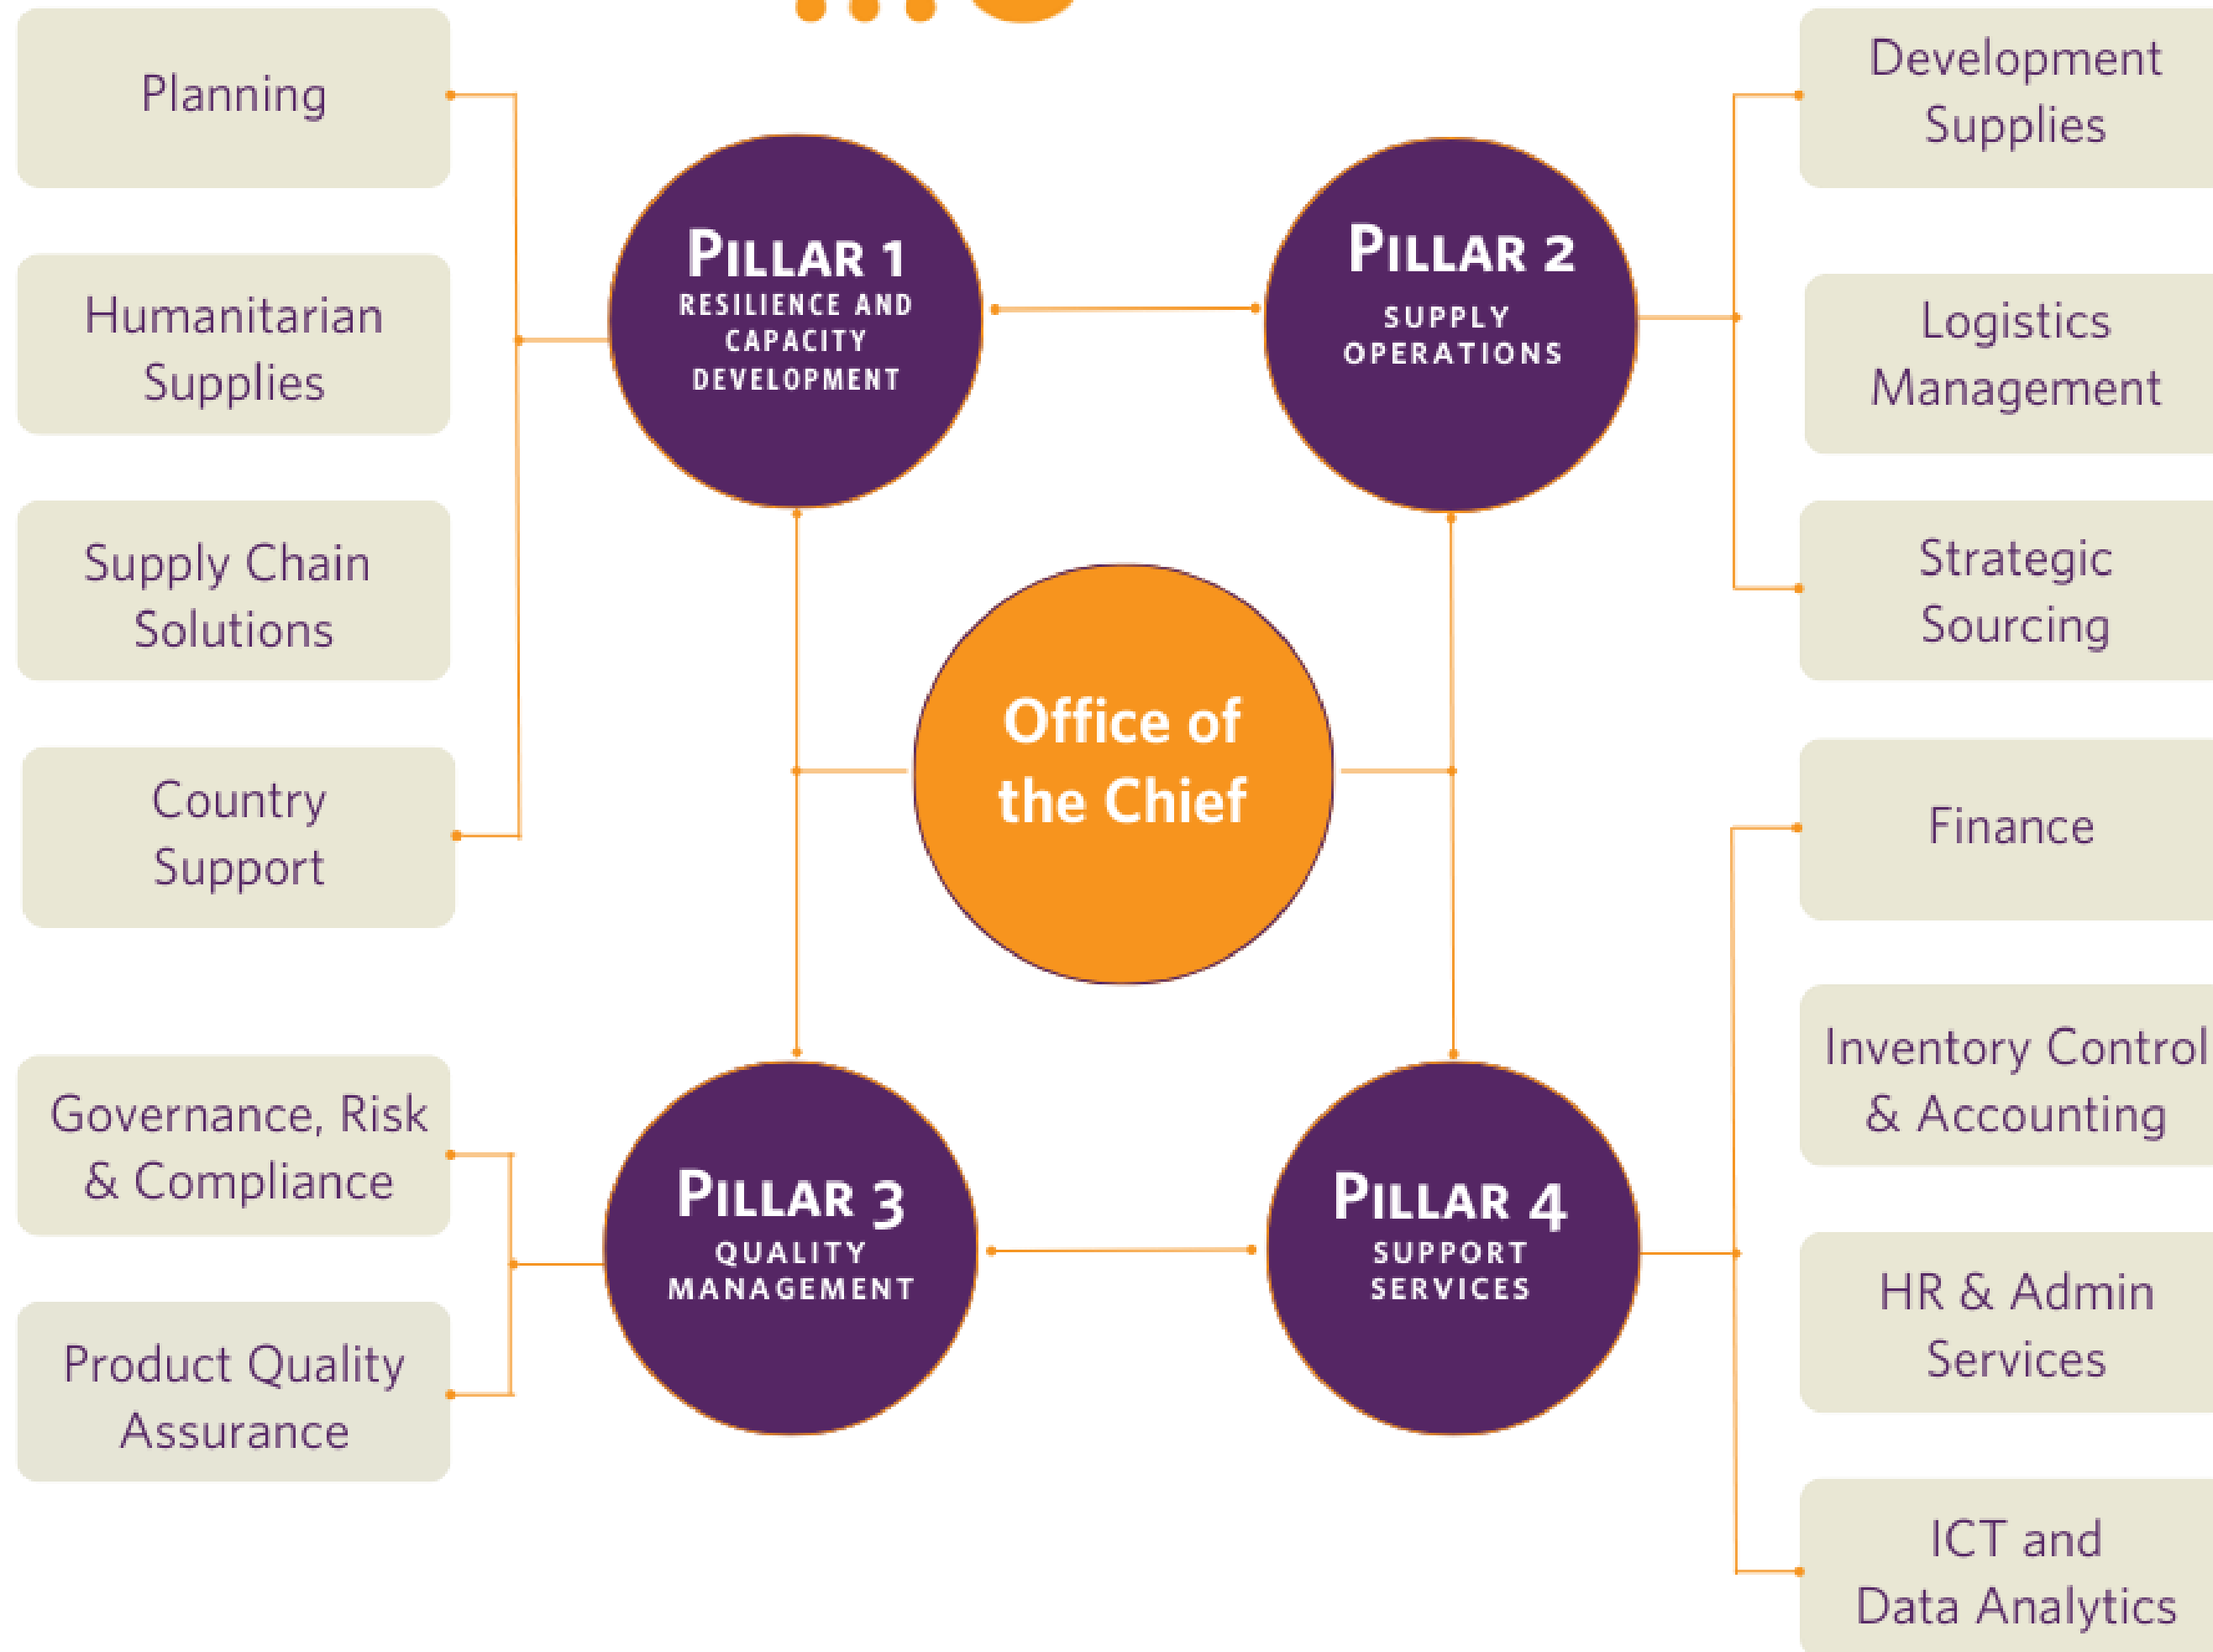 Planning
Humanitarian
Supplies
Supply Chain
Solutions
Country
Support
PILLAR 1
RESILIENCE AND
CAPACITY
DEVELOPMENT
PILLAR 2
SUPPLY
OPERATIONS
Development
Supplies
Logistics
Management
Strategic
Sourcing
Office of
the Chief
Governance, Risk
& Compliance
Product Quality
Assurance
PILLAR 3
QUALITY
MANAGEMENT
PILLAR 4
SUPPORT
SERVICES
Finance
Inventory Control
& Accounting
HR & Admin
Services
ICT and
Data Analytics